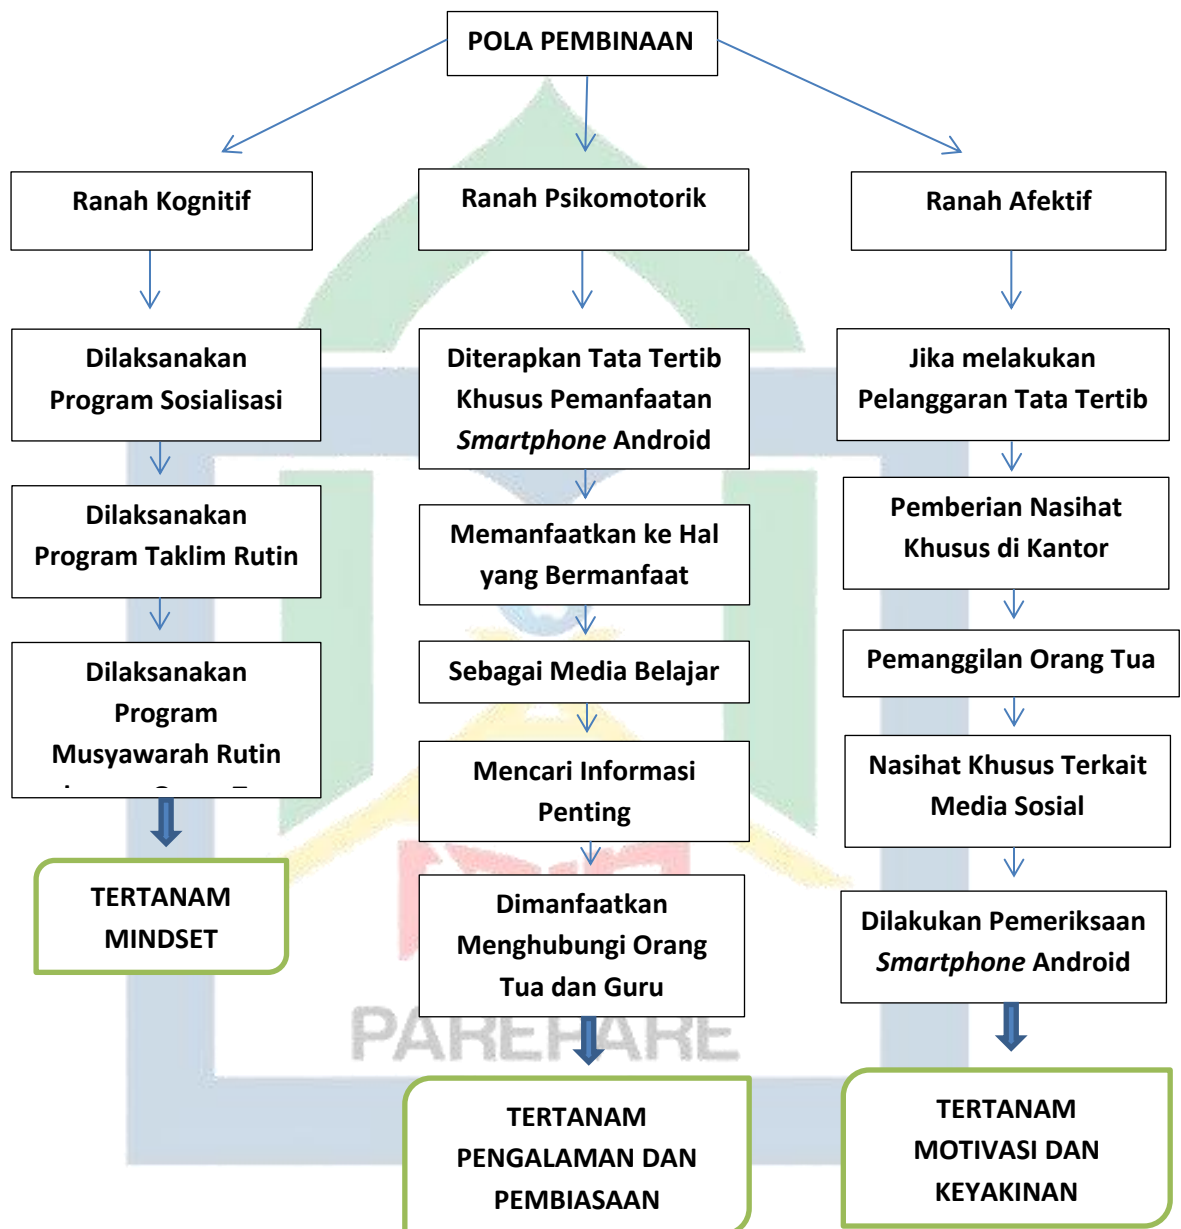 POLA PEMBINAAN
Ranah Kognitif
Dilaksanakan
Program Sosialisasi
Dilaksanakan
Program Taklim Rutin
Dilaksanakan
Program
Musyawarah Rutin
TERTANAM
MINDSET
Ranah Psikomotorik
Diterapkan Tata Tertib
Khusus Pemanfaatan
Smartphone Android
Memanfaatkan ke Hal
yang Bermanfaat
Sebagai Media Belajar
Mencari Informasi
Penting
Dimanfaatkan
Menghubungi Orang
Tua dan Guru
TERTANAM
PENGALAMAN DAN
PEMBIASAAN
Ranah Afektif
Jika melakukan
Pelanggaran Tata Tertib
Pemberian Nasihat
Khusus di Kantor
Pemanggilan Orang Tua
Nasihat Khusus Terkait
Media Sosial
Dilakukan Pemeriksaan
Smartphone Android
TERTANAM
MOTIVASI DAN
KEYAKINAN
PAREPARE